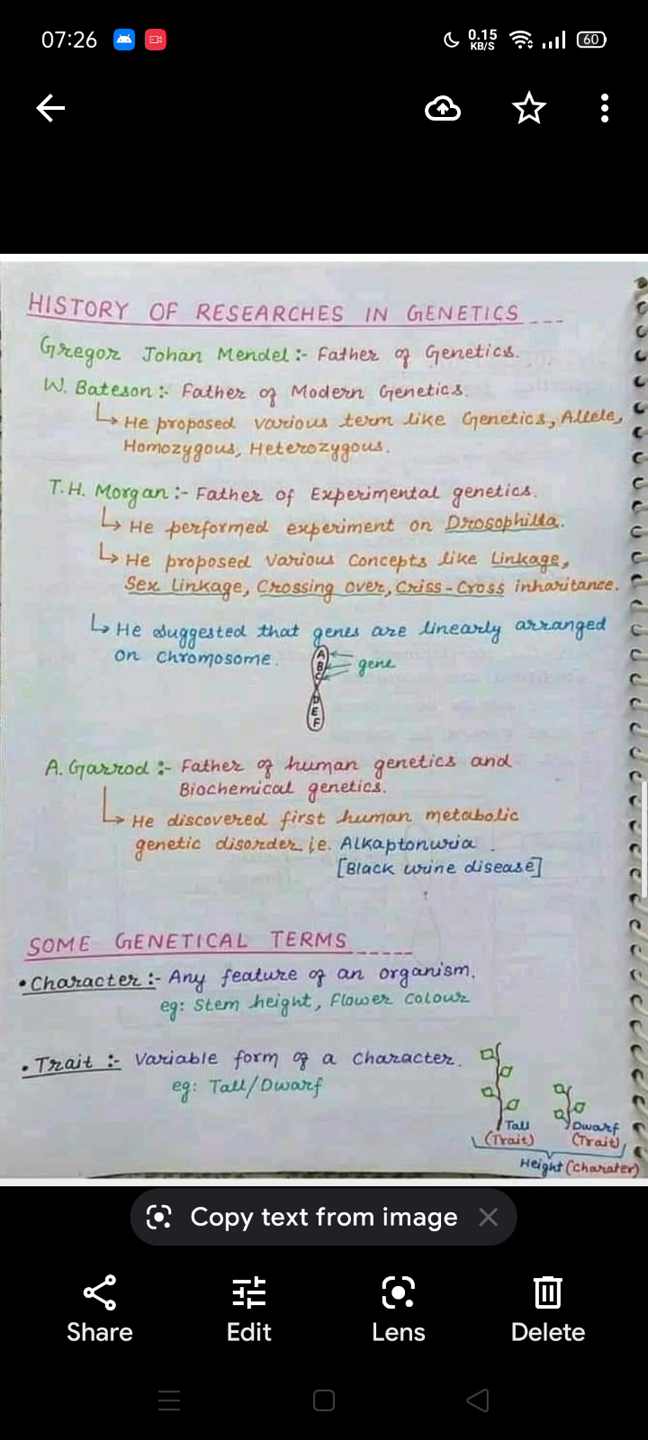 07:26
0.15
KB/S
60
HISTORY OF RESEARCHES IN GENETICS
Gregor Johan Mendel:- Father of Genetics.
W. Bateson:- Father of Modern Genetics.
He proposed various term like Genetics, Allele,
Homozygous, Heterozygous.
T.H. Morgan:- Father of Experimental genetics.
He performed experiment on Drosophilla.
He proposed various concepts like Linkage,
Sex Linkage, Crossing over, Criss-Cross inharitance.
He suggested that genes are linearly arranged
on chromosome.
A
B
C
gene
D
E
F
A. Garrod:- Father of human genetics and
Biochemical genetics.
He discovered first human metabolic
genetic disorder i.e. Alkaptonuria.
[Black urine disease]
SOME GENETICAL TERMS
• Character:- Any feature of an organism.
eg: Stem height, Flower colour
• Trait:- Variable form of a character.
eg: Tall/Dwarf
Tall
(Trait)
Dwarf
(Trait)
Height (charater)
Copy text from image
Share
Edit
Lens
Delete